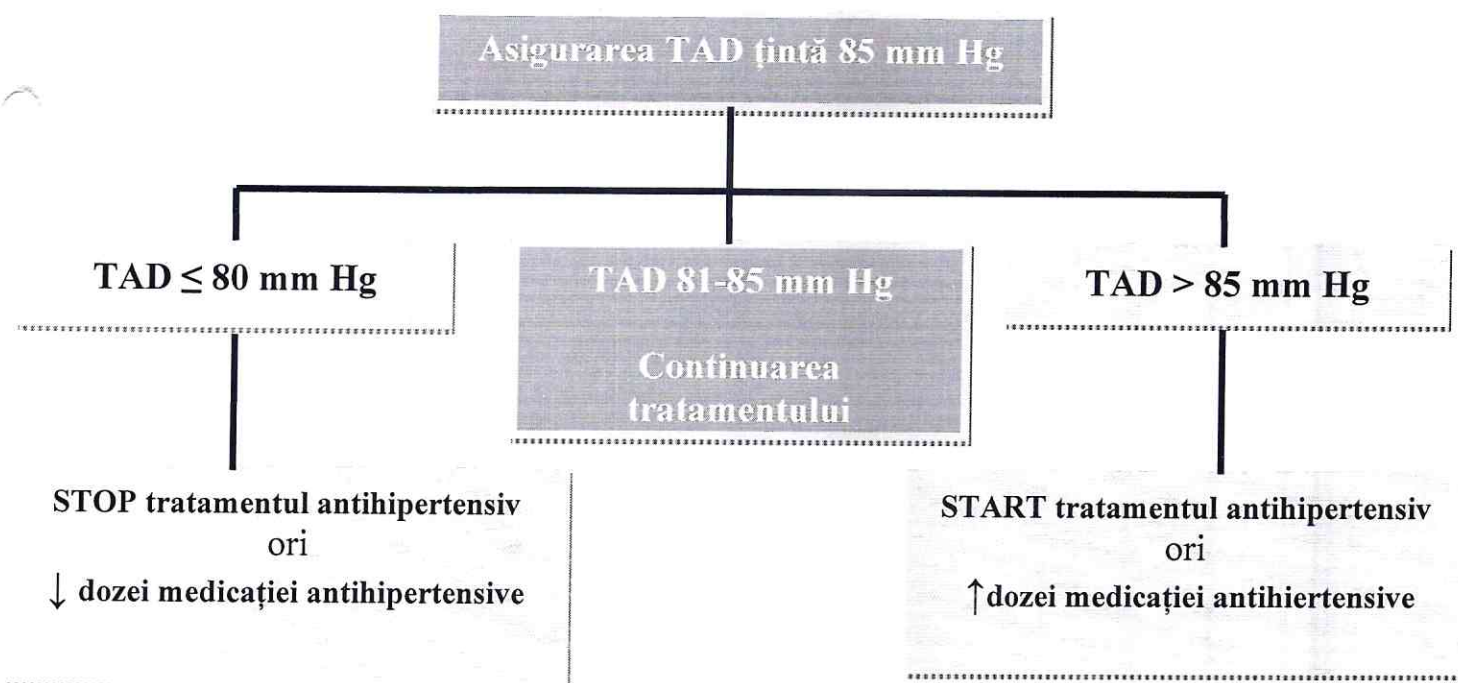 Asigurarea TAD țintă 85 mm Hg
TAD ≤ 80 mm Hg
TAD 81-85 mm Hg
Continuarea
tratamentului
TAD > 85 mm Hg
STOP tratamentul antihipertensiv
ori
↓ dozei medicației antihipertensive
START tratamentul antihipertensiv
ori
↑dozei medicației antihiertensive